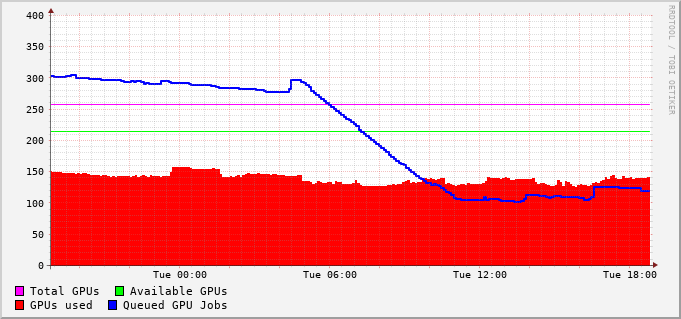 RRDTOOL / TOBI OETIKER
400
350
300
250
200
150
100
50
0
Tue 00:00 Tue 06:00 Tue 12:00 Tue 18:00
Total GPUs Available GPUs
GPUs used Queued GPU Jobs